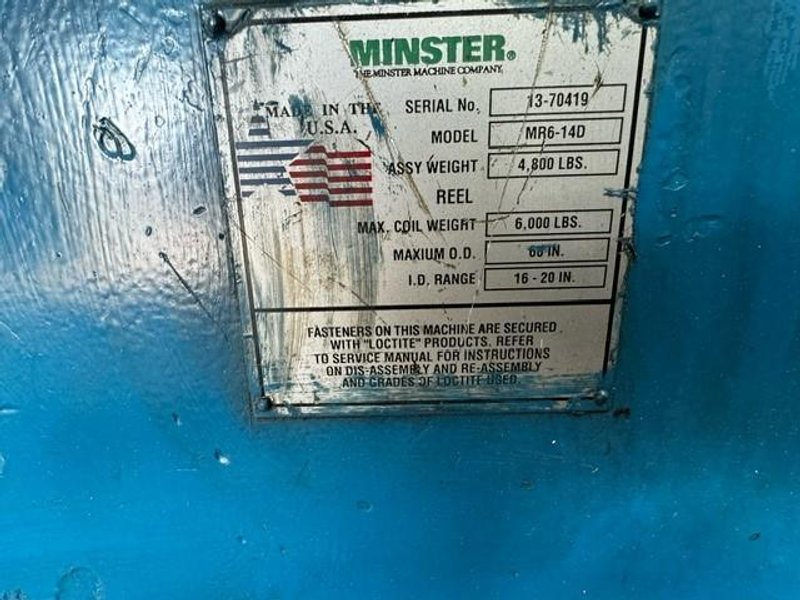 MINSTER®
THE MINSTER MACHINE COMPANY
MADE IN THE
U.S.A.
SERIAL No. 13-70419
MODEL MR6-14D
ASSY WEIGHT 4,800 LBS.
REEL
MAX. COIL WEIGHT 6,000 LBS.
MAXIUM O.D. 60 IN.
I.D. RANGE 16 - 20 IN.
FASTENERS ON THIS MACHINE ARE SECURED
WITH "LOCTITE" PRODUCTS. REFER
TO SERVICE MANUAL FOR INSTRUCTIONS
ON DIS-ASSEMBLY AND RE-ASSEMBLY
AND GRADES OF LOCTITE USED.